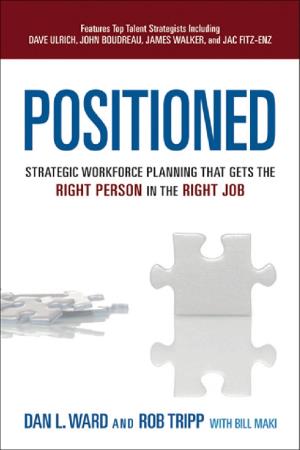 Features Top Talent Strategists Including
DAVE ULRICH, JOHN BOUDREAU, JAMES WALKER, and JAC FITZ-ENZ
POSITIONED
STRATEGIC WORKFORCE PLANNING THAT GETS THE
RIGHT PERSON IN THE RIGHT JOB
DAN L. WARD AND ROB TRIPP WITH BILL MAKI